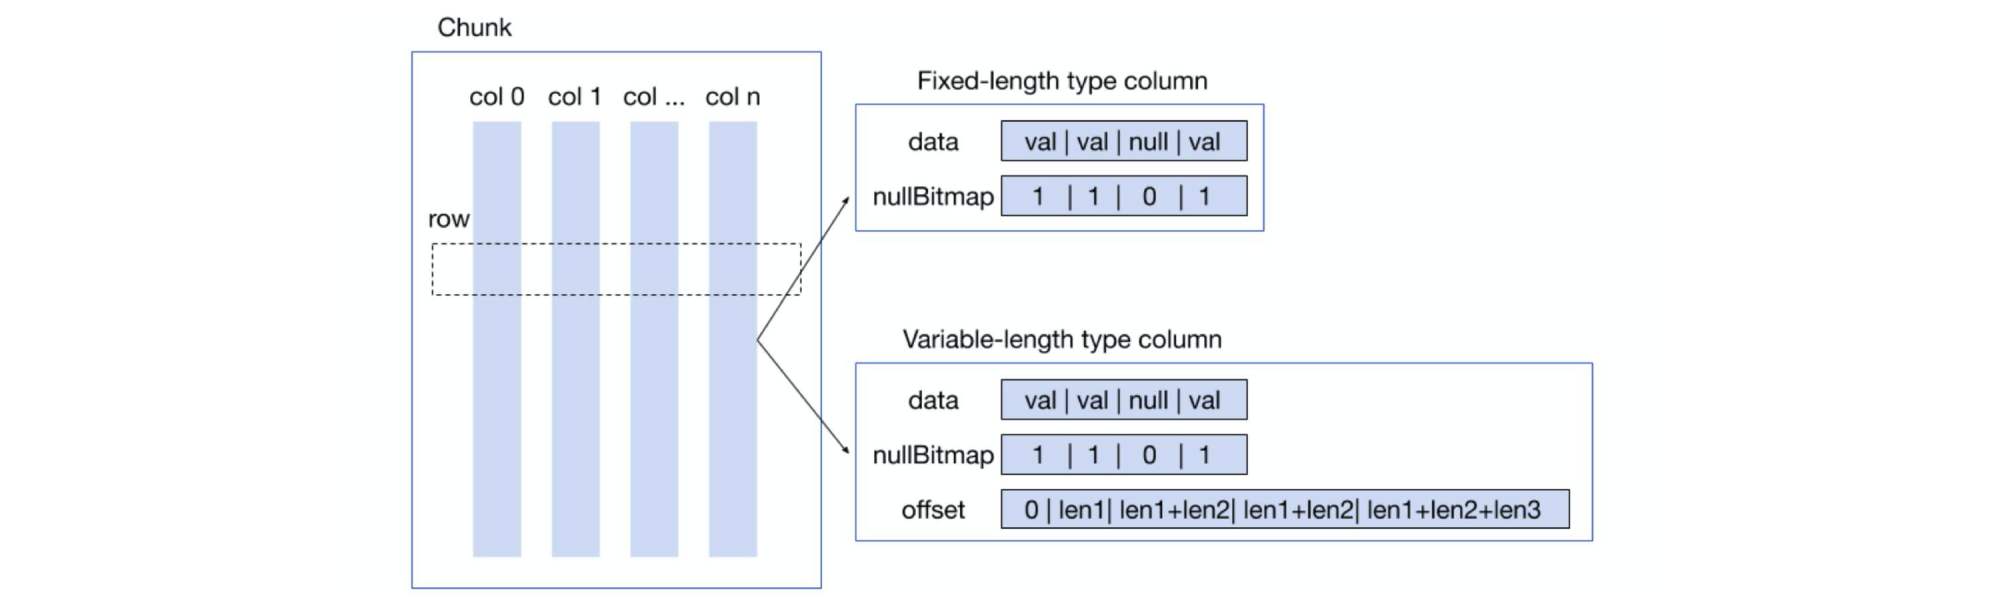 Chunk
col 0 col 1 col ... col n
row
Fixed-length type column
data val | val | null | val
nullBitmap 1 | 1 | 0 | 1
Variable-length type column
data val | val | null | val
nullBitmap 1 | 1 | 0 | 1
offset 0 | len1| len1+len2| len1+len2| len1+len2+len3